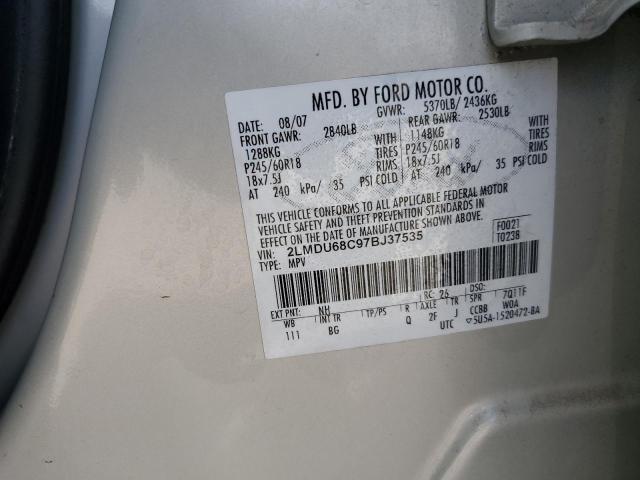 MFD. BY FORD MOTOR CO.
DATE: 08/07 GVWR: 5370LB/ 2436KG
FRONT GAWR: 2840LB REAR GAWR: 2530LB
1288KG WITH 1148KG WITH
P245/60R18 TIRES P245/60R18 TIRES
18x7.5J RIMS 18x7.5J RIMS
AT 240 kPa/ 35 PSI COLD AT 240 kPa/ 35 PSI COLD
THIS VEHICLE CONFORMS TO ALL APPLICABLE FEDERAL MOTOR
VEHICLE SAFETY AND THEFT PREVENTION STANDARDS IN
EFFECT ON THE DATE OF MANUFACTURE SHOWN ABOVE.
VIN: 2LMDU68C97BJ37535 F0021
TYPE: MPV T0238
EXT PNT: NH RC: 26 DSO:
WB INT TR TP/PS R AXLE TR SPR 7Q11F
111 BG Q 2F J CCBB W0A
UTC ▽5U5A-1520472-BA